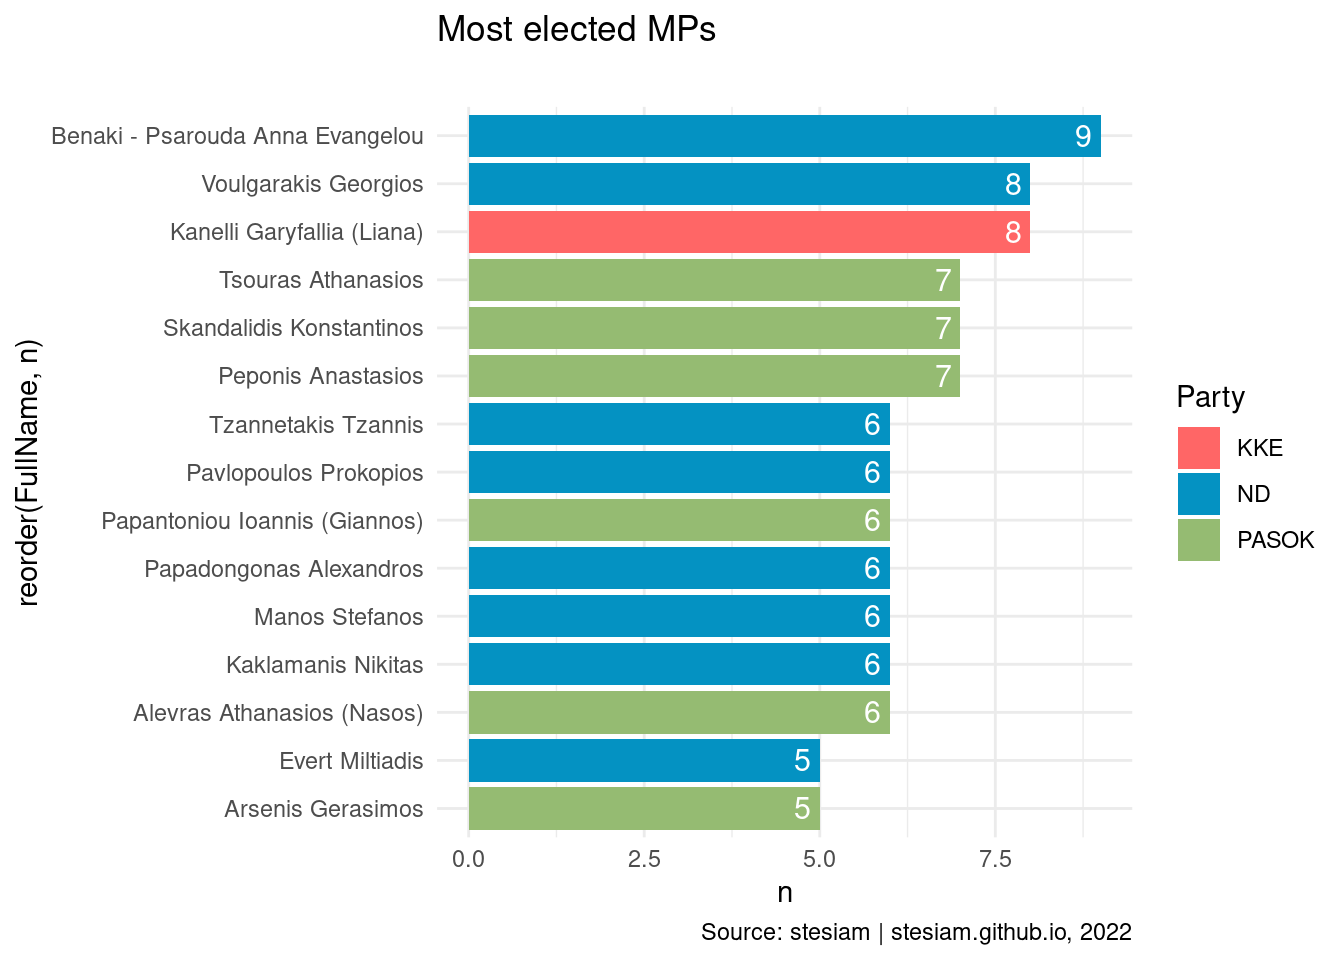 Most elected MPs
Benaki - Psarouda Anna Evangelou 9
Voulgarakis Georgios 8
Kanelli Garyfallia (Liana) 8
Tsouras Athanasios 7
Skandalidis Konstantinos 7
Peponis Anastasios 7
Tzannetakis Tzannis 6
Pavlopoulos Prokopios 6
Papantoniou Ioannis (Giannos) 6
Papadongonas Alexandros 6
Manos Stefanos 6
Kaklamanis Nikitas 6
Alevras Athanasios (Nasos) 6
Evert Miltiadis 5
Arsenis Gerasimos 5
reorder(FullName, n)
0.0 2.5 5.0 7.5
n
Party
KKE
ND
PASOK
Source: stesiam | stesiam.github.io, 2022